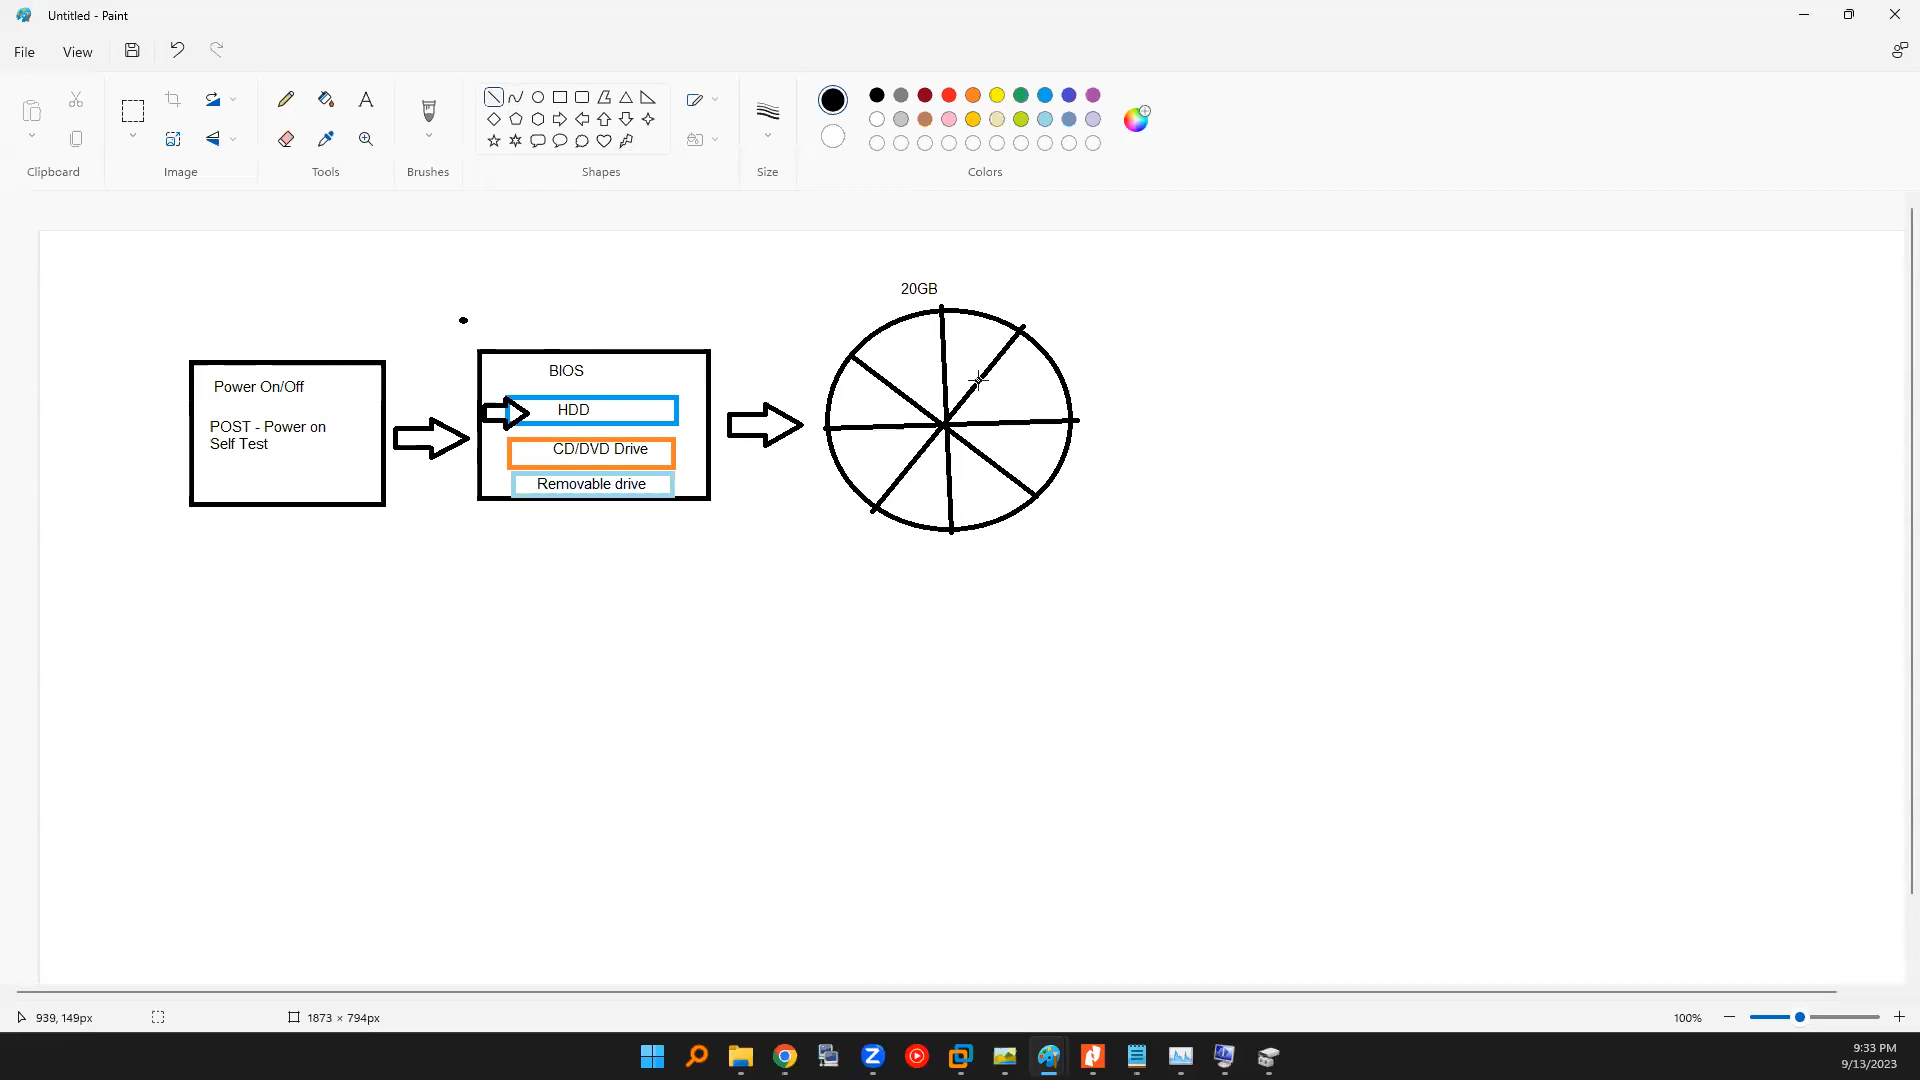 Untitled - Paint
File
View
Clipboard
Image
Tools
Brushes
Shapes
Size
Colors
20GB
Power On/Off
POST - Power on
Self Test
BIOS
HDD
CD/DVD Drive
Removable drive
939, 149px
1873 × 794px
100%
9:33 PM
9/13/2023